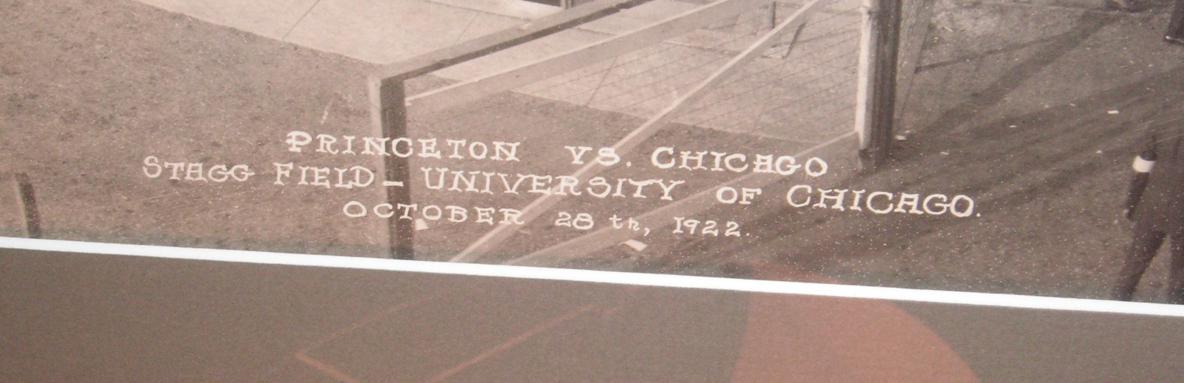 PRINCETON VS. CHICAGO
STAGG FIELD – UNIVERSITY OF CHICAGO.
OCTOBER 28 th, 1922.